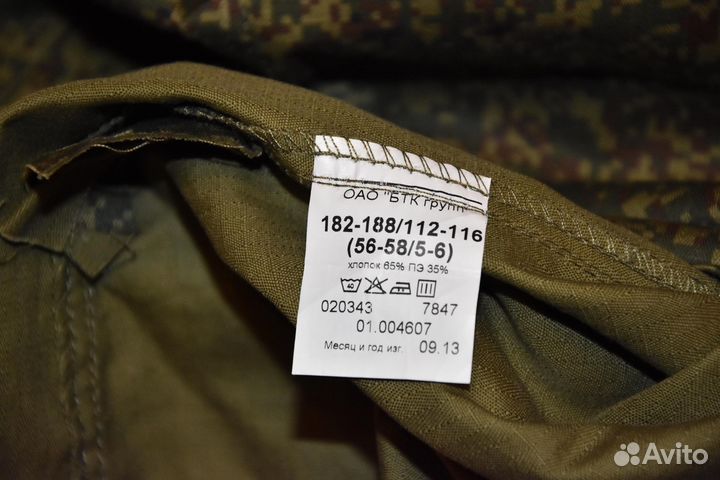 ОАО "БТК групп"
182-188/112-116
(56-58/5-6)
хлопок 65% ПЭ 35%
020343 7847
01.004607
Месяц и год изг. 09.13
Avito